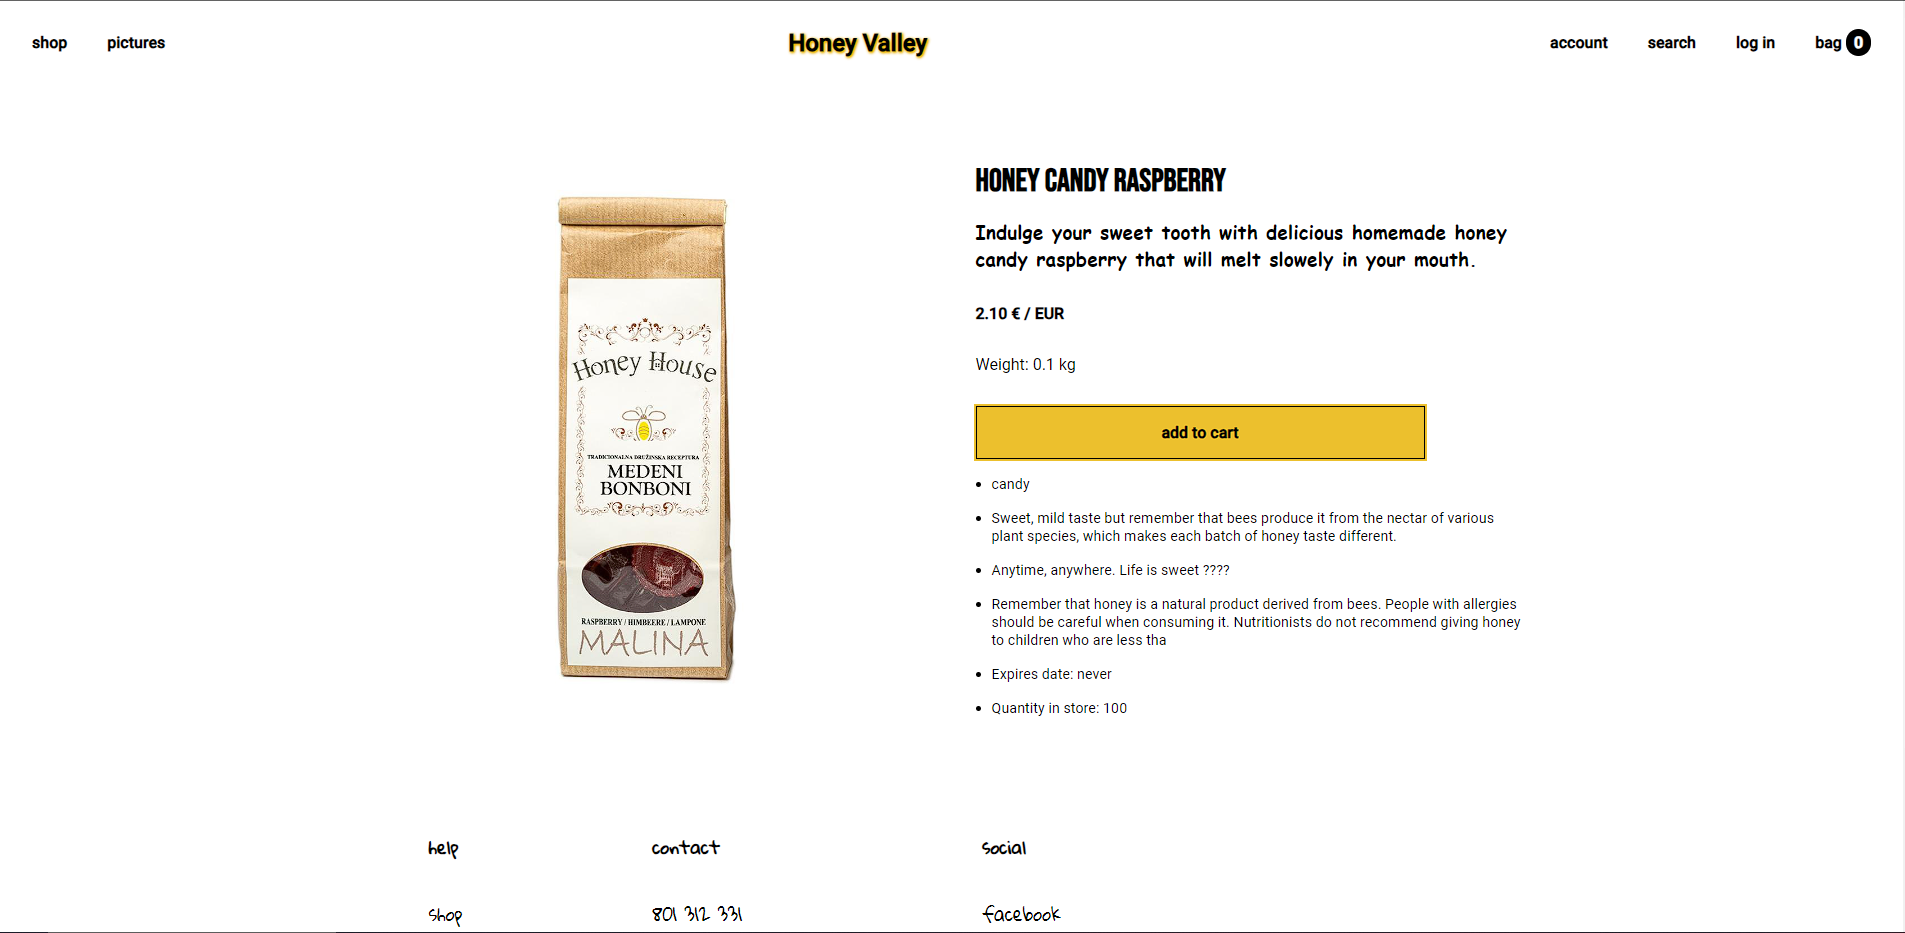 shop
pictures
Honey Valley
account
search
log in
bag 0
Honey House
TRADICIONALNA DRUŽINSKA RECEPTURA
MEDENI
BONBONI
RASPBERRY / HIMBEERE / LAMPONE
MALINA
HONEY CANDY RASPBERRY
Indulge your sweet tooth with delicious homemade honey
candy raspberry that will melt slowely in your mouth.
2.10 € / EUR
Weight: 0.1 kg
add to cart
candy
Sweet, mild taste but remember that bees produce it from the nectar of various
plant species, which makes each batch of honey taste different.
Anytime, anywhere. Life is sweet ????
Remember that honey is a natural product derived from bees. People with allergies
should be careful when consuming it. Nutritionists do not recommend giving honey
to children who are less tha
Expires date: never
Quantity in store: 100
help
contact
social
shop
801 312 331
facebook